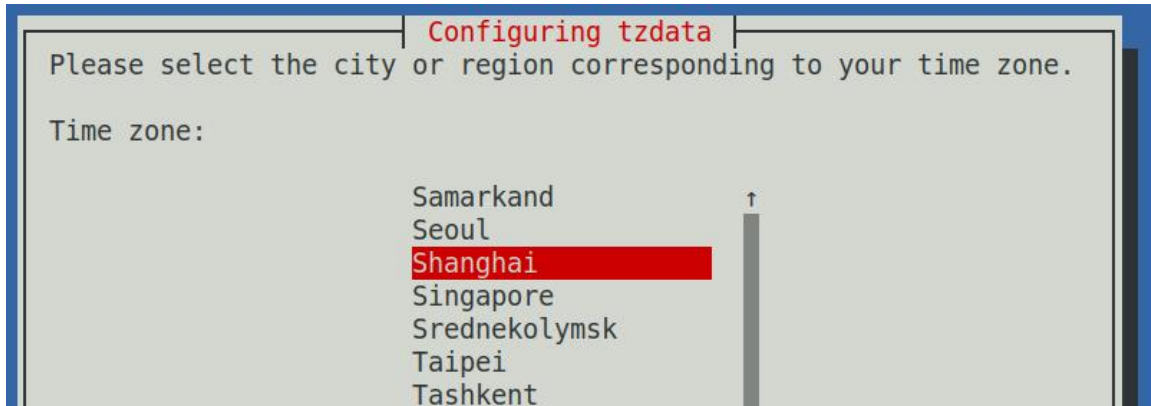 Configuring tzdata
Please select the city or region corresponding to your time zone.
Time zone:
Samarkand
↑
Seoul
Shanghai
Singapore
Srednekolymsk
Taipei
Tashkent